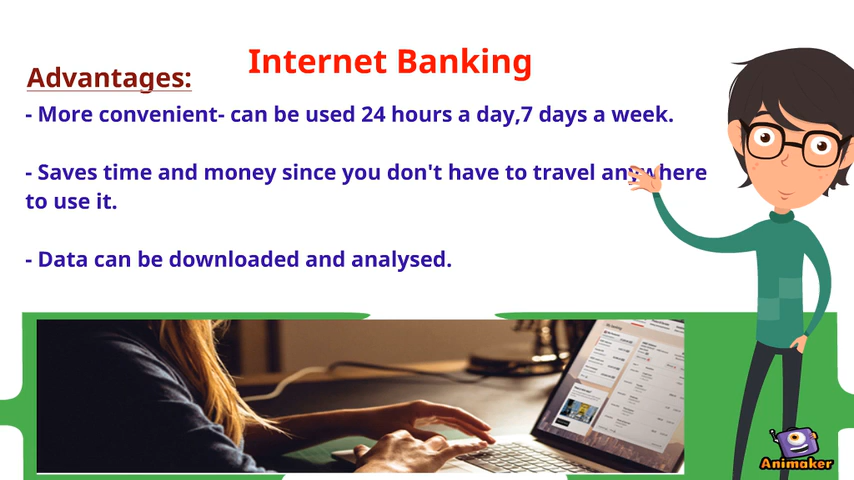 Internet Banking
Advantages:
- More convenient- can be used 24 hours a day,7 days a week.
- Saves time and money since you don't have to travel anywhere
to use it.
- Data can be downloaded and analysed.
Animaker